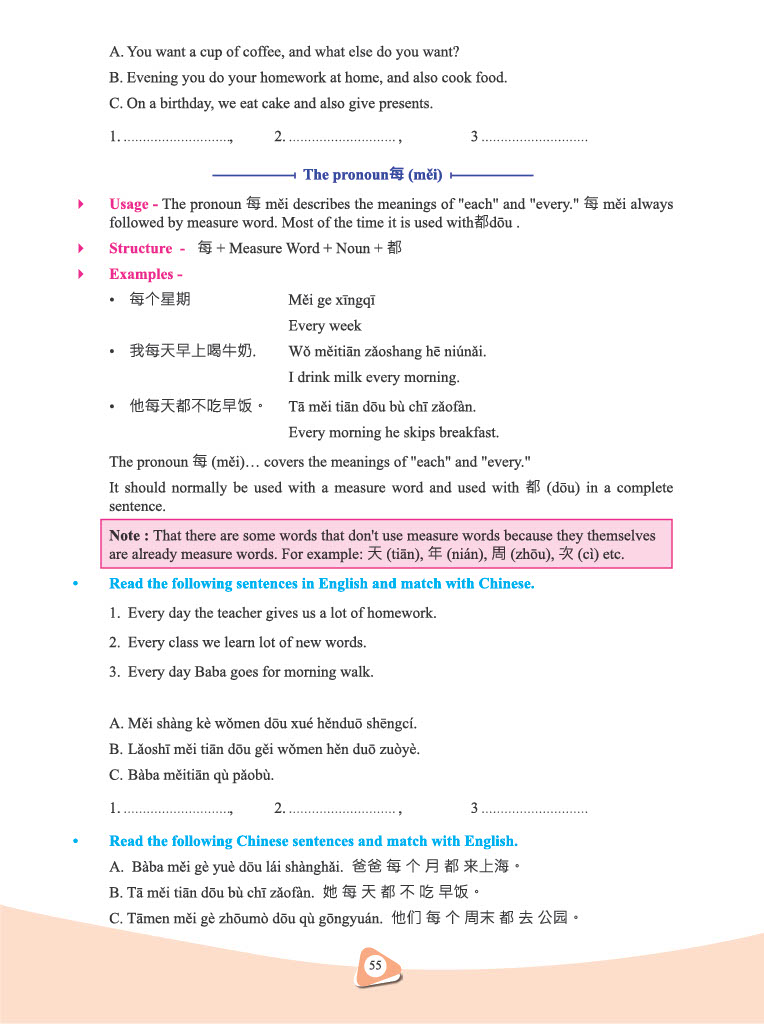 A. You want a cup of coffee, and what else do you want?
B. Evening you do your homework at home, and also cook food.
C. On a birthday, we eat cake and also give presents.
1. ............................, 2. ............................ , 3 ............................
The pronoun每 (měi)
Usage - The pronoun 每 měi describes the meanings of "each" and "every." 每 měi always
followed by measure word. Most of the time it is used with都dōu .
Structure - 每 + Measure Word + Noun + 都
Examples -
• 每个星期 Měi ge xīngqī
Every week
• 我每天早上喝牛奶. Wǒ měitiān zǎoshang hē niúnǎi.
I drink milk every morning.
• 他每天都不吃早饭。 Tā měi tiān dōu bù chī zǎofàn.
Every morning he skips breakfast.
The pronoun 每 (měi)… covers the meanings of "each" and "every."
It should normally be used with a measure word and used with 都 (dōu) in a complete
sentence.
Note : That there are some words that don't use measure words because they themselves
are already measure words. For example: 天 (tiān), 年 (nián), 周 (zhōu), 次 (cì) etc.
• Read the following sentences in English and match with Chinese.
1. Every day the teacher gives us a lot of homework.
2. Every class we learn lot of new words.
3. Every day Baba goes for morning walk.
A. Měi shàng kè wǒmen dōu xué hěnduō shēngcí.
B. Lǎoshī měi tiān dōu gěi wǒmen hěn duō zuòyè.
C. Bàba měitiān qù pǎobù.
1. ............................, 2. ............................ , 3 ............................
• Read the following Chinese sentences and match with English.
A. Bàba měi gè yuè dōu lái shànghǎi. 爸爸 每 个 月 都 来上海。
B. Tā měi tiān dōu bù chī zǎofàn. 她 每 天 都 不 吃 早饭。
C. Tāmen měi gè zhōumò dōu qù gōngyuán. 他们 每 个 周末 都 去 公园。
55